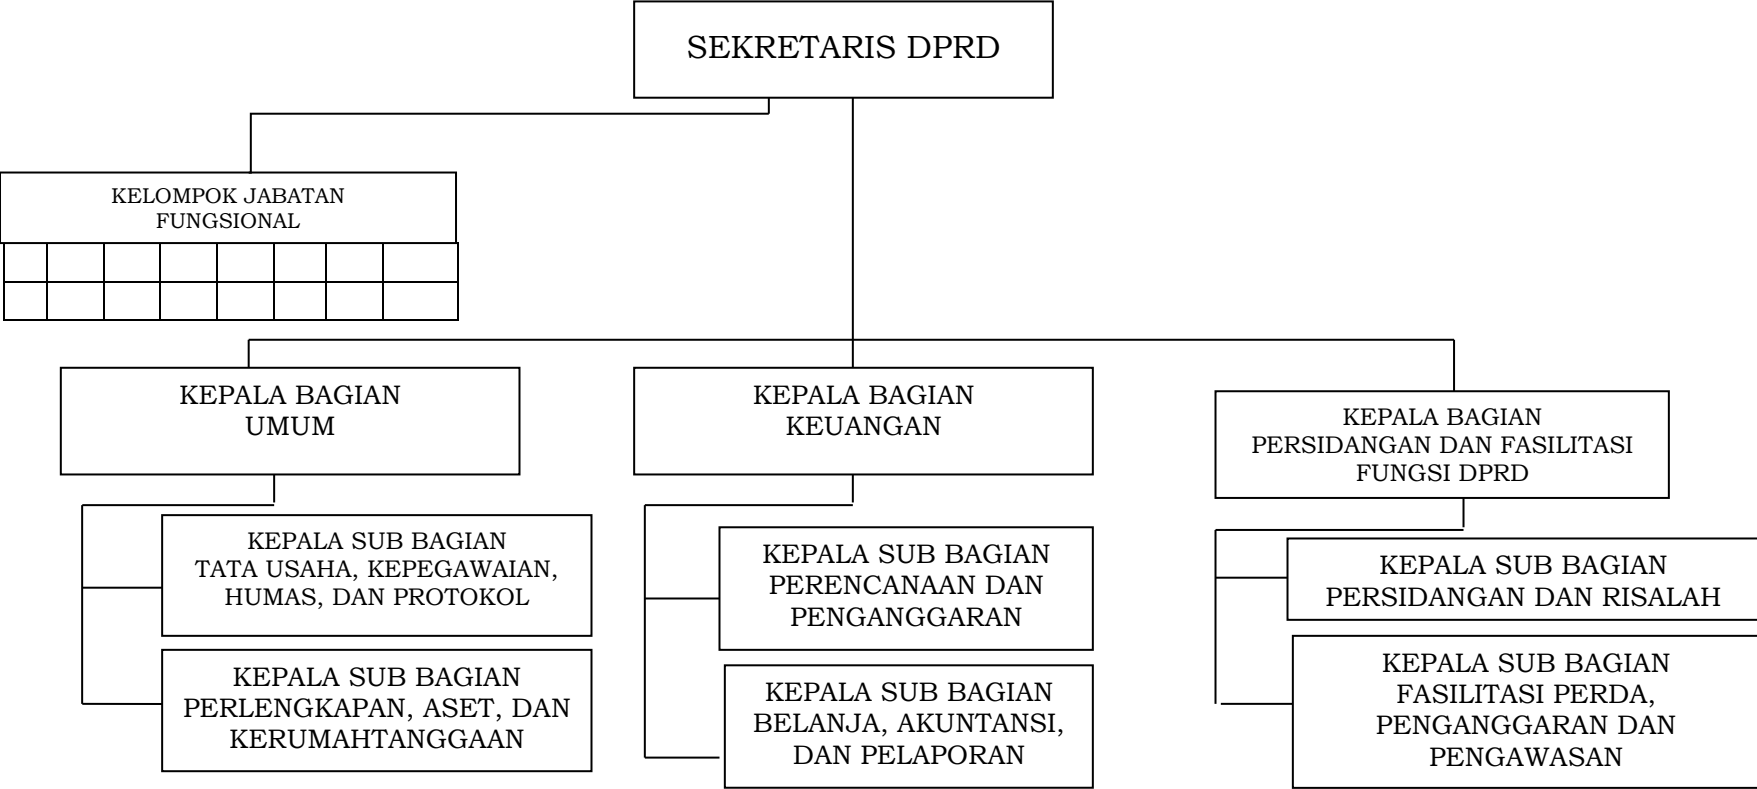 SEKRETARIS DPRD
KELOMPOK JABATAN
FUNGSIONAL
KEPALA BAGIAN
UMUM
KEPALA BAGIAN
KEUANGAN
KEPALA BAGIAN
PERSIDANGAN DAN FASILITASI
FUNGSI DPRD
KEPALA SUB BAGIAN
TATA USAHA, KEPEGAWAIAN,
HUMAS, DAN PROTOKOL
KEPALA SUB BAGIAN
PERLENGKAPAN, ASET, DAN
KERUMAHTANGGAAN
KEPALA SUB BAGIAN
PERENCANAAN DAN
PENGANGGARAN
KEPALA SUB BAGIAN
BELANJA, AKUNTANSI,
DAN PELAPORAN
KEPALA SUB BAGIAN
PERSIDANGAN DAN RISALAH
KEPALA SUB BAGIAN
FASILITASI PERDA,
PENGANGGARAN DAN
PENGAWASAN